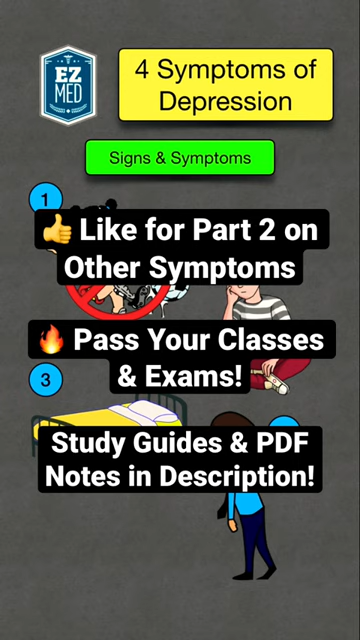 EZ
MED
4 Symptoms of
Depression
Signs & Symptoms
1
👍 Like for Part 2 on
Other Symptoms
🔥 Pass Your Classes
& Exams!
3
Study Guides & PDF
Notes in Description!